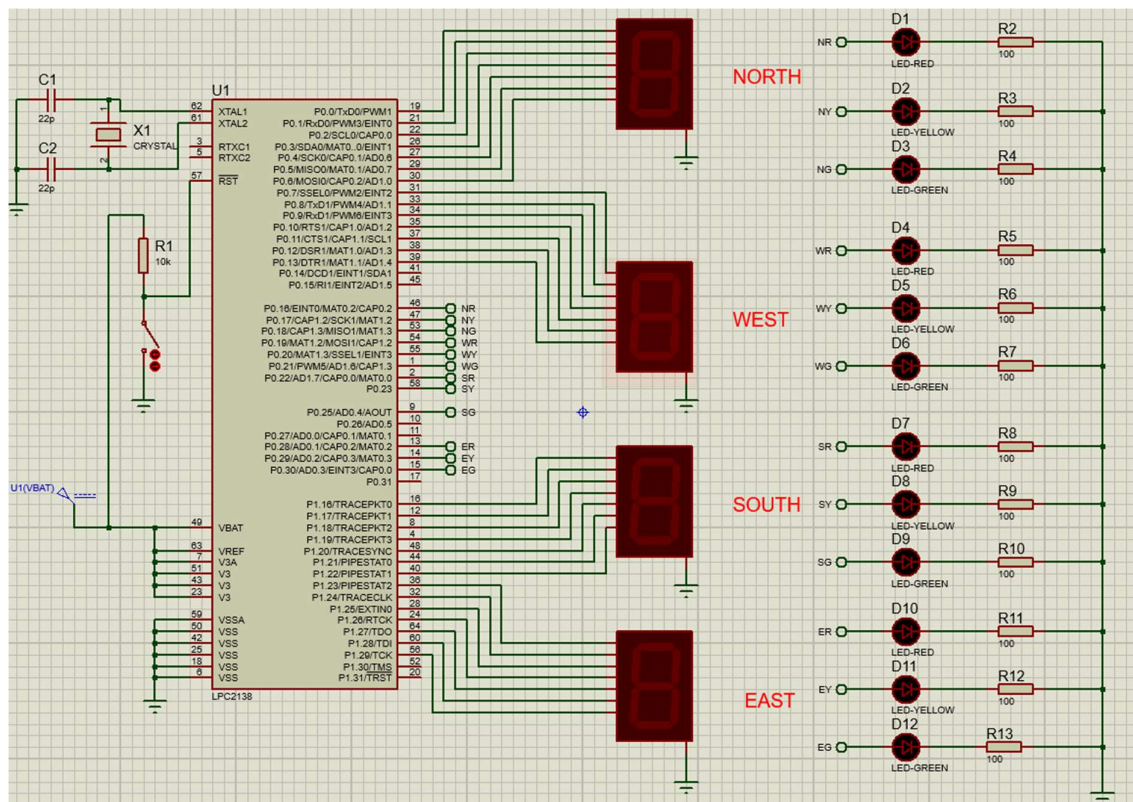 C1
22p
X1
CRYSTAL
1
2
C2
22p
R1
10k
U1(VBAT)
U1
62 XTAL1
61 XTAL2
3 RTXC1
5 RTXC2
57 RST
49 VBAT
63 VREF
7 V3A
51 V3
43 V3
23 V3
59 VSSA
50 VSS
42 VSS
25 VSS
18 VSS
6 VSS
LPC2138
P0.0/TxD0/PWM1 19
P0.1/RxD0/PWM3/EINT0 21
P0.2/SCL0/CAP0.0 22
P0.3/SDA0/MAT0..0/EINT1 26
P0.4/SCK0/CAP0.1/AD0.6 27
P0.5/MISO0/MAT0.1/AD0.7 29
P0.6/MOSI0/CAP0.2/AD1.0 30
P0.7/SSEL0/PWM2/EINT2 31
P0.8/TxD1/PWM4/AD1.1 33
P0.9/RxD1/PWM6/EINT3 34
P0.10/RTS1/CAP1.0/AD1.2 35
P0.11/CTS1/CAP1.1/SCL1 37
P0.12/DSR1/MAT1.0/AD1.3 38
P0.13/DTR1/MAT1.1/AD1.4 39
P0.14/DCD1/EINT1/SDA1 41
P0.15/RI1/EINT2/AD1.5 45
P0.16/EINT0/MAT0.2/CAP0.2 46 NR
P0.17/CAP1.2/SCK1/MAT1.2 47 NY
P0.18/CAP1.3/MISO1/MAT1.3 53 NG
P0.19/MAT1.2/MOSI1/CAP1.2 54 WR
P0.20/MAT1.3/SSEL1/EINT3 55 WY
P0.21/PWM5/AD1.6/CAP1.3 1 WG
P0.22/AD1.7/CAP0.0/MAT0.0 2 SR
P0.23 58 SY
P0.25/AD0.4/AOUT 9 SG
P0.26/AD0.5 10
P0.27/AD0.0/CAP0.1/MAT0.1 11
P0.28/AD0.1/CAP0.2/MAT0.2 13 ER
P0.29/AD0.2/CAP0.3/MAT0.3 14 EY
P0.30/AD0.3/EINT3/CAP0.0 15 EG
P0.31 17
P1.16/TRACEPKT0 16
P1.17/TRACEPKT1 12
P1.18/TRACEPKT2 8
P1.19/TRACEPKT3 4
P1.20/TRACESYNC 48
P1.21/PIPESTAT0 44
P1.22/PIPESTAT1 40
P1.23/PIPESTAT2 36
P1.24/TRACECLK 32
P1.25/EXTIN0 28
P1.26/RTCK 24
P1.27/TDO 64
P1.28/TDI 60
P1.29/TCK 56
P1.30/TMS 52
P1.31/TRST 20
NORTH
WEST
SOUTH
EAST
NR D1 R2
LED-RED 100
NY D2 R3
LED-YELLOW 100
NG D3 R4
LED-GREEN 100
WR D4 R5
LED-RED 100
WY D5 R6
LED-YELLOW 100
WG D6 R7
LED-GREEN 100
SR D7 R8
LED-RED 100
SY D8 R9
LED-YELLOW 100
SG D9 R10
LED-GREEN 100
ER D10 R11
LED-RED 100
EY D11 R12
LED-YELLOW 100
EG D12 R13
LED-GREEN 100